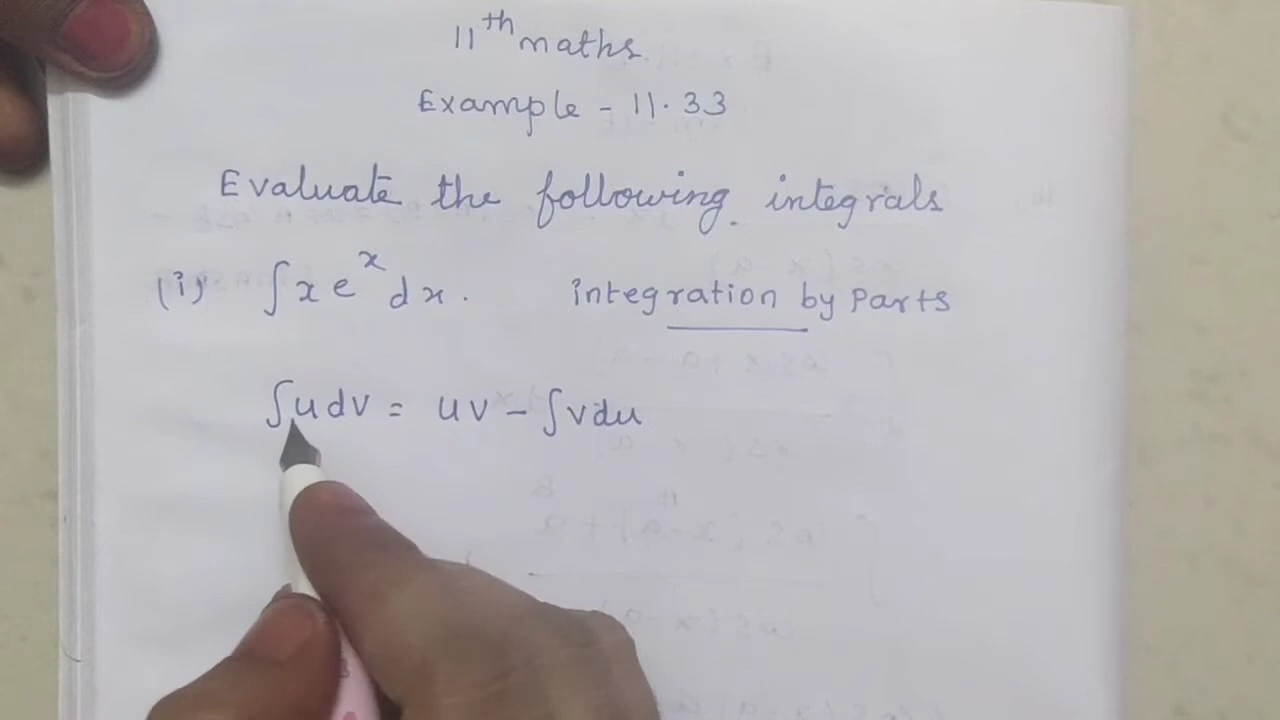 11th maths
Example - 11.33
Evaluate the following integrals
(i) ∫ x e^x dx. integration by Parts
∫ u dv = uv - ∫ v du